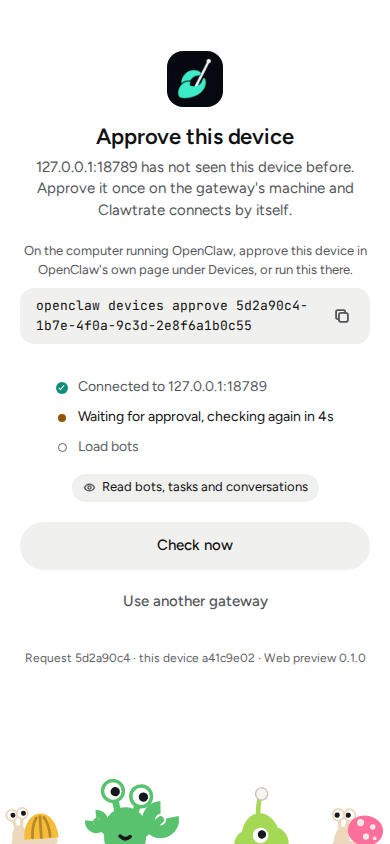 Approve this device
127.0.0.1:18789 has not seen this device before.
Approve it once on the gateway's machine and
Clawtrate connects by itself.
On the computer running OpenClaw, approve this device in
OpenClaw's own page under Devices, or run this there.
openclaw devices approve 5d2a90c4-
1b7e-4f0a-9c3d-2e8f6a1b0c55
Connected to 127.0.0.1:18789
Waiting for approval, checking again in 4s
Load bots
Read bots, tasks and conversations
Check now
Use another gateway
Request 5d2a90c4 · this device a41c9e02 · Web preview 0.1.0